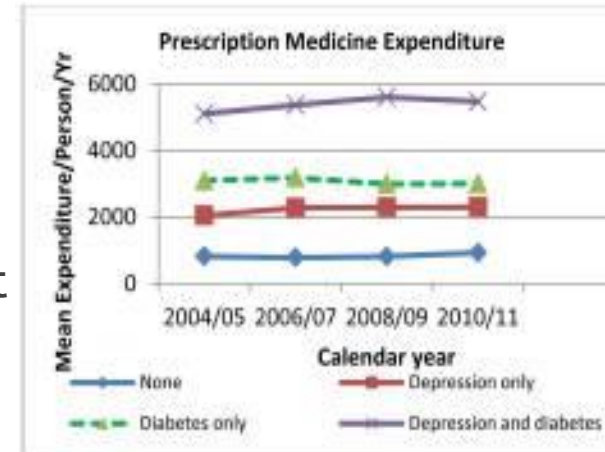 Prescription Medicine Expenditure
Mean Expenditure/Person/Yr
6000
4000
2000
0
2004/05 2006/07 2008/09 2010/11
Calendar year
None
Depression only
Diabetes only
Depression and diabetes
t